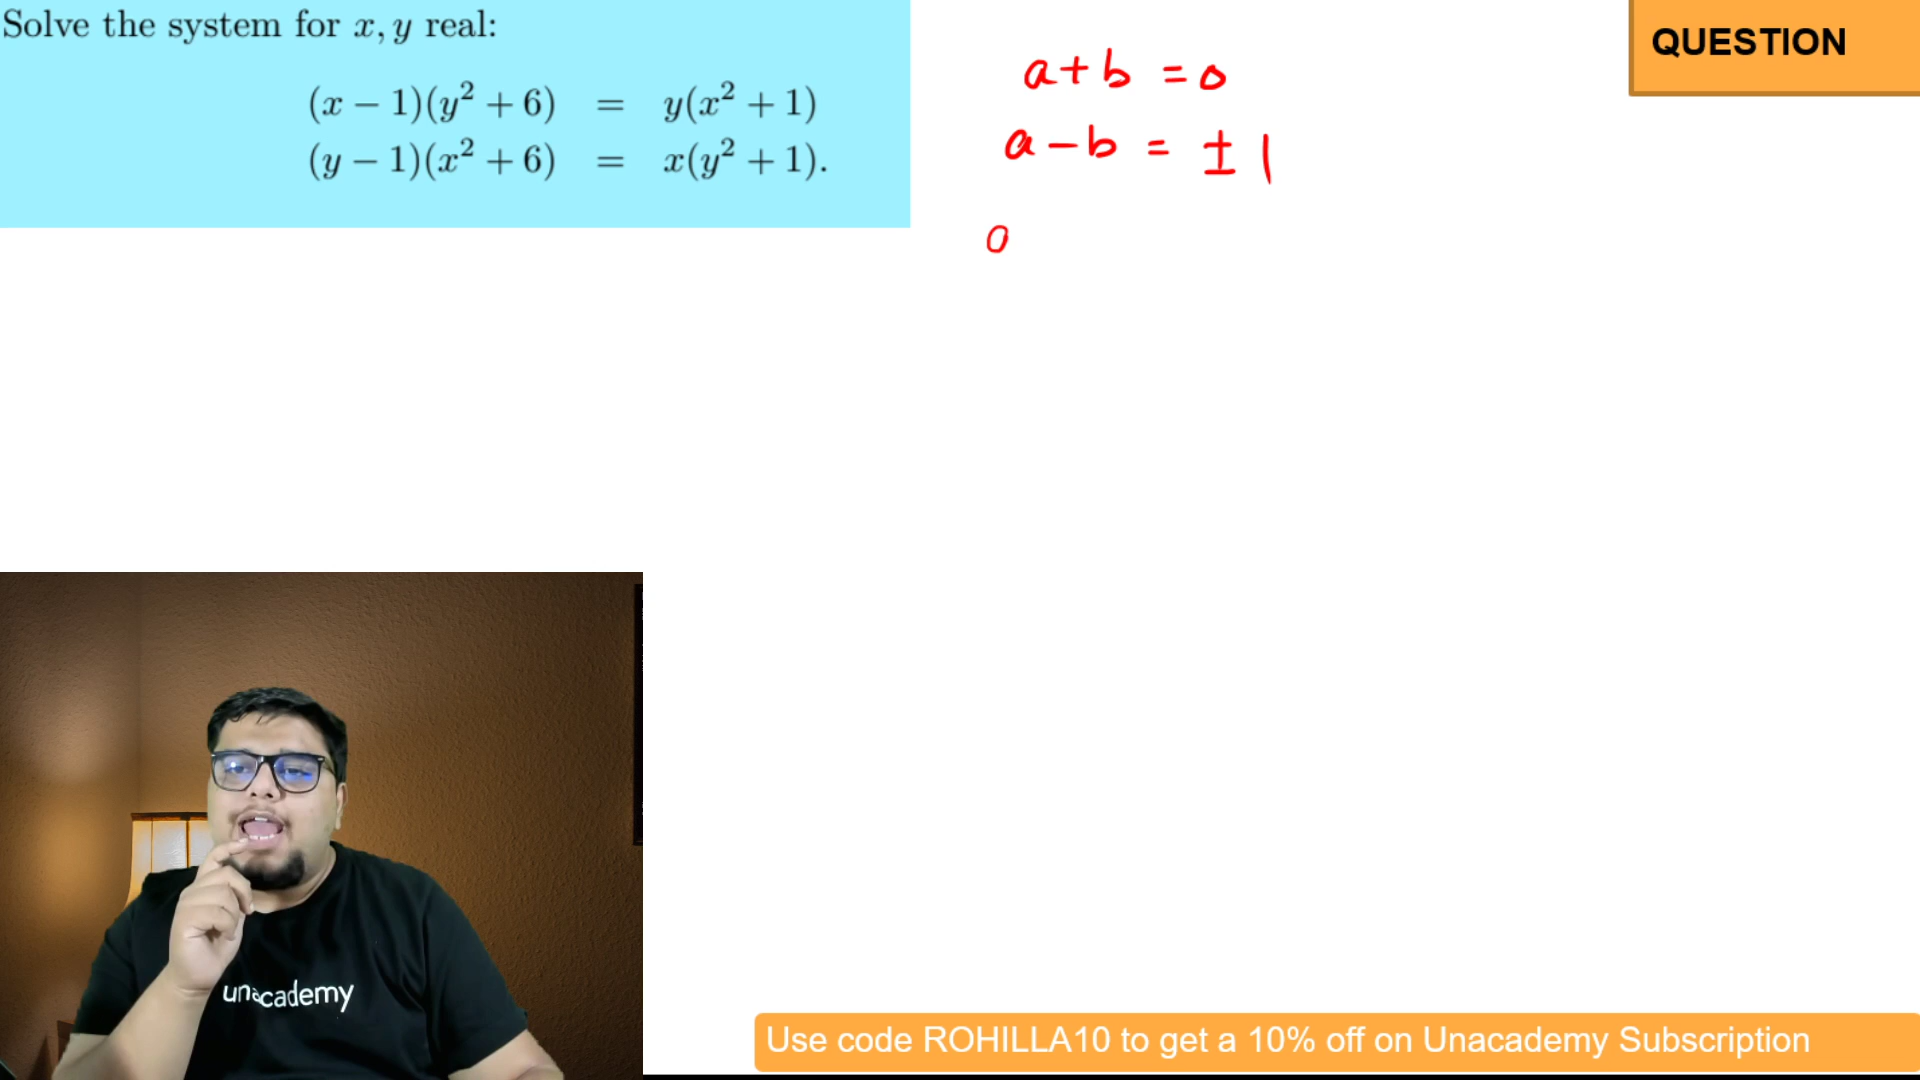 Solve the system for x, y real:
(x − 1)(y² + 6) = y(x² + 1)
(y − 1)(x² + 6) = x(y² + 1).
a+b = 0
a−b = ± 1
0
QUESTION
unacademy
Use code ROHILLA10 to get a 10% off on Unacademy Subscription